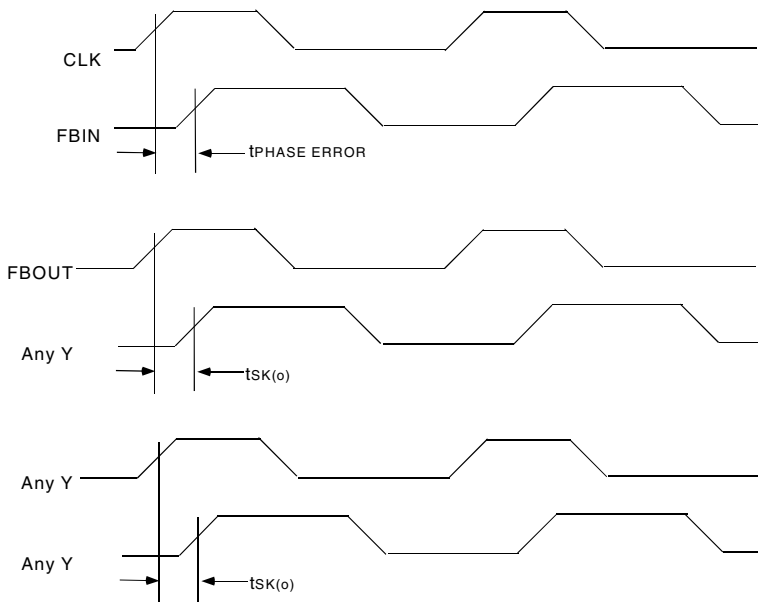 CLK
FBIN
tPHASE ERROR
FBOUT
Any Y
tSK(o)
Any Y
Any Y
tSK(o)